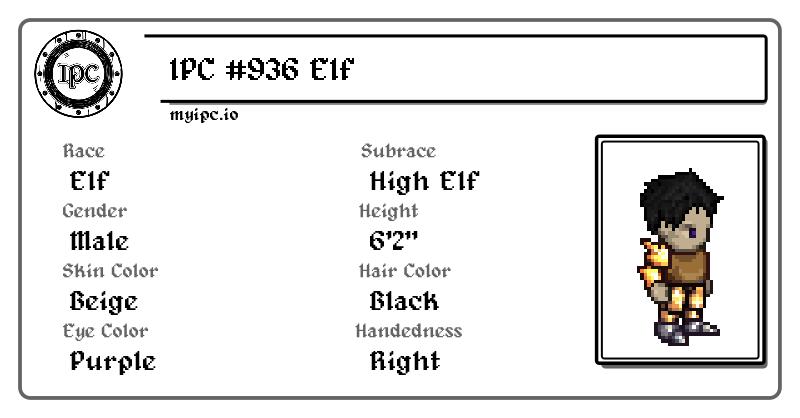 IPC
IPC #936 Elf
myipc.io
Race
Elf
Subrace
High Elf
Gender
Male
Height
6'2"
Skin Color
Beige
Hair Color
Black
Eye Color
Purple
Handedness
Right